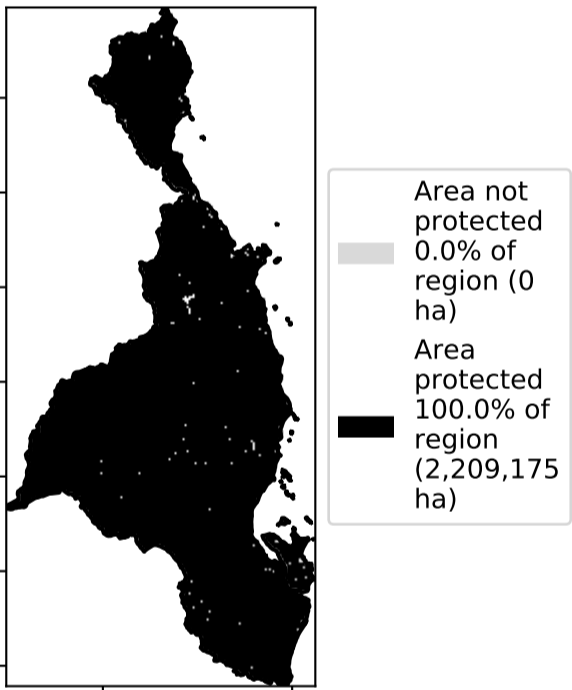 Area not
protected
0.0% of
region (0
ha)
Area
protected
100.0% of
region
(2,209,175
ha)